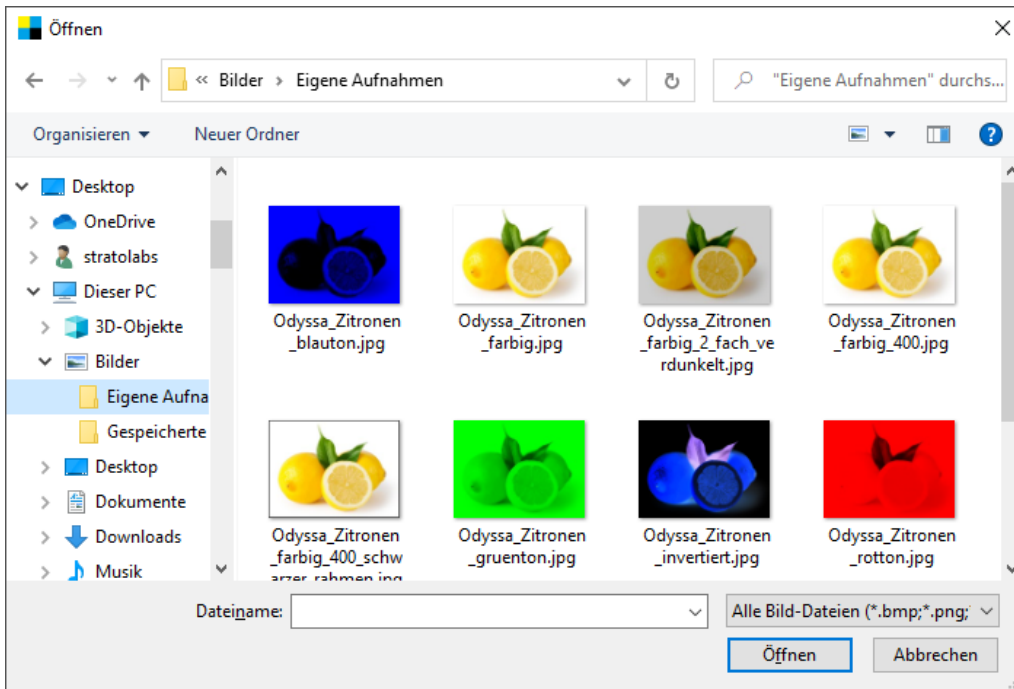 Öffnen
« Bilder > Eigene Aufnahmen
"Eigene Aufnahmen" durchs...
Organisieren
Neuer Ordner
?
Desktop
OneDrive
stratolabs
Dieser PC
3D-Objekte
Bilder
Eigene Aufna
Gespeicherte
Desktop
Dokumente
Downloads
Musik
Odyssa_Zitronen
_blauton.jpg
Odyssa_Zitronen
_farbig.jpg
Odyssa_Zitronen
_farbig_2_fach_ve
rdunkelt.jpg
Odyssa_Zitronen
_farbig_400.jpg
Odyssa_Zitronen
_farbig_400_schw
arzer_rahmen.jpg
Odyssa_Zitronen
_gruenton.jpg
Odyssa_Zitronen
_invertiert.jpg
Odyssa_Zitronen
_rotton.jpg
Dateiname:
Alle Bild-Dateien (*.bmp;*.png;
Öffnen
Abbrechen